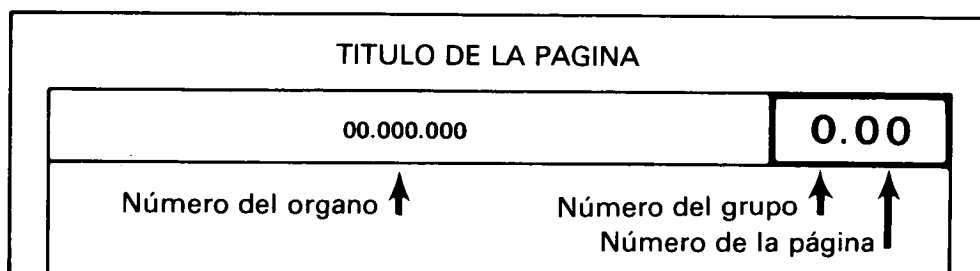 TITULO DE LA PAGINA
00.000.000 0.00
Número del organo Número del grupo
Número de la página